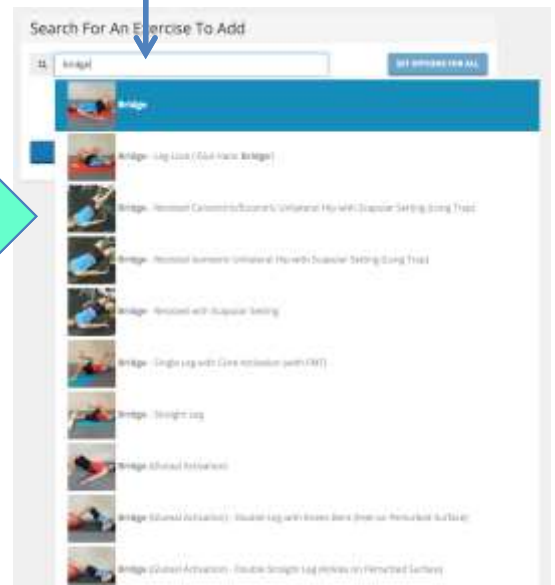 Search For An Exercise To Add
bridge
SET OPTIONS FOR ALL
Bridge
Bridge - Leg Lock ( Bridge)
Bridge - Resisted Concentric/Eccentric Unilateral Hip with Scapular Setting (Long Trap)
Bridge - Resisted Isometric Unilateral Hip with Scapular Setting (Long Trap)
Bridge - Resisted with Scapular Setting
Bridge - Single Leg with Core Activation (with
Bridge - Straight Leg
Bridge (Gluteal Activation)
Bridge (Gluteal Activation) - Double Leg with Knees Bent (Feet on Perturbed Surface)
Bridge (Gluteal Activation) - Double Straight Leg on Perturbed Surface)